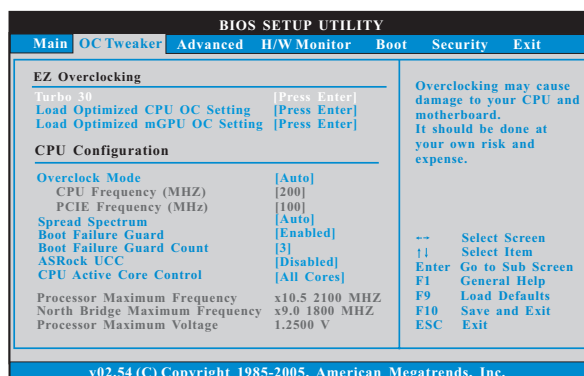 BIOS SETUP UTILITY
Main OC Tweaker Advanced H/W Monitor Boot Security Exit
EZ Overclocking
Turbo 30 [Press Enter]
Load Optimized CPU OC Setting [Press Enter]
Load Optimized mGPU OC Setting [Press Enter]
CPU Configuration
Overclock Mode [Auto]
CPU Frequency (MHZ) [200]
PCIE Frequency (MHz) [100]
Spread Spectrum [Auto]
Boot Failure Guard [Enabled]
Boot Failure Guard Count [3]
ASRock UCC [Disabled]
CPU Active Core Control [All Cores]
Processor Maximum Frequency x10.5 2100 MHZ
North Bridge Maximum Frequency x9.0 1800 MHZ
Processor Maximum Voltage 1.2500 V
Overclocking may cause
damage to your CPU and
motherboard.
It should be done at
your own risk and
expense.
←→ Select Screen
↑↓ Select Item
Enter Go to Sub Screen
F1 General Help
F9 Load Defaults
F10 Save and Exit
ESC Exit
v02.54 (C) Copyright 1985-2005, American Megatrends, Inc.